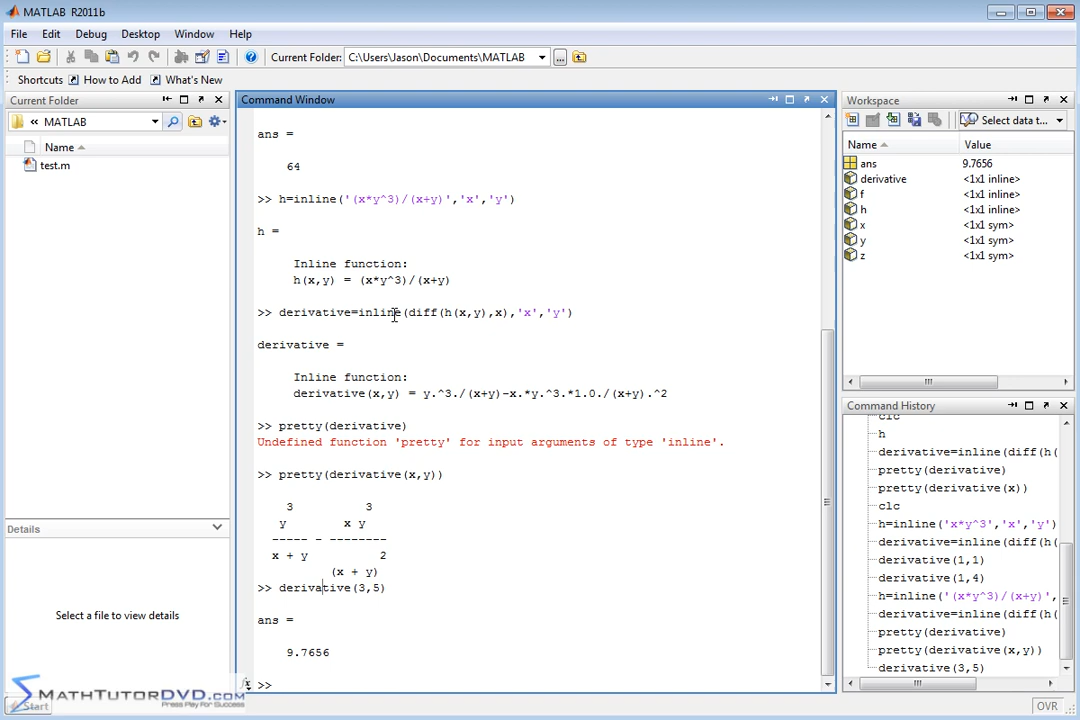 MATLAB R2011b
File Edit Debug Desktop Window Help
Current Folder: C:\Users\Jason\Documents\MATLAB
Shortcuts How to Add What's New
Current Folder
« MATLAB
Name
test.m
Details
Select a file to view details
Command Window
ans =
64
>> h=inline('(x*y^3)/(x+y)','x','y')
h =
Inline function:
h(x,y) = (x*y^3)/(x+y)
>> derivative=inline(diff(h(x,y),x),'x','y')
derivative =
Inline function:
derivative(x,y) = y.^3./(x+y)-x.*y.^3.*1.0./(x+y).^2
>> pretty(derivative)
Undefined function 'pretty' for input arguments of type 'inline'.
>> pretty(derivative(x,y))
3 3
y x y
----- - --------
x + y 2
(x + y)
>> derivative(3,5)
ans =
9.7656
fx >>
Workspace
Select data t...
Name Value
ans 9.7656
derivative <1x1 inline>
f <1x1 inline>
h <1x1 inline>
x <1x1 sym>
y <1x1 sym>
z <1x1 sym>
Command History
clc
h
derivative=inline(diff(h(
pretty(derivative)
pretty(derivative(x))
clc
h=inline('x*y^3','x','y')
derivative=inline(diff(h(
derivative(1,1)
derivative(1,4)
h=inline('(x*y^3)/(x+y)',
derivative=inline(diff(h(
pretty(derivative)
pretty(derivative(x,y))
derivative(3,5)
MATHTUTORDVD.COM
Press Pay For Success
Start
OVR